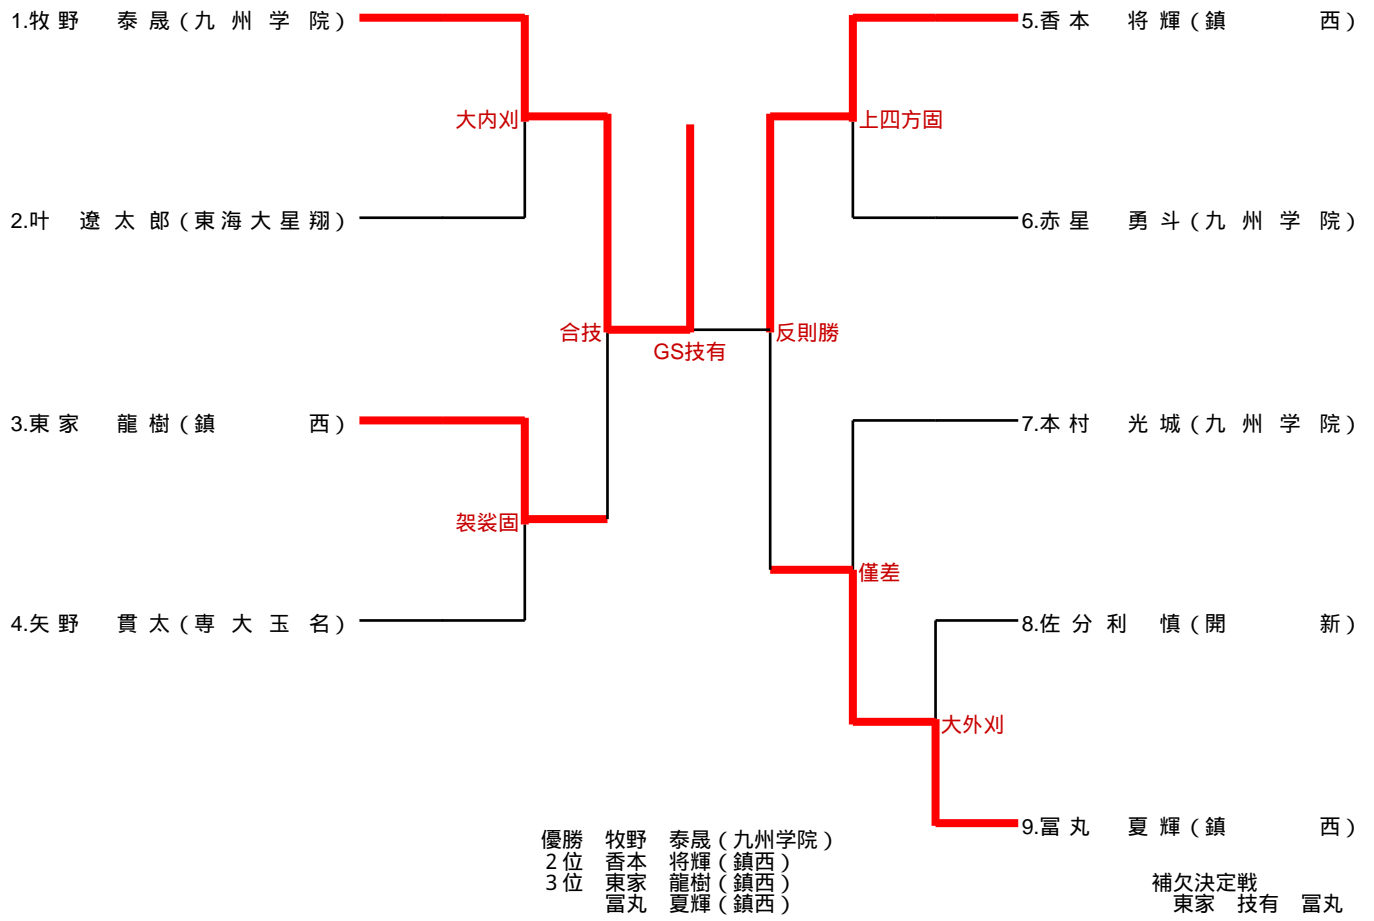 1.牧野 泰晟(九州学院)
5.香本 将輝(鎮西)
大内刈
上四方固
2.叶 遼太郎(東海大星翔)
6.赤星 勇斗(九州学院)
合技
反則勝
GS技有
3.東家 龍樹(鎮西)
7.本村 光城(九州学院)
袈裟固
僅差
4.矢野 貫太(専大玉名)
8.佐分利 慎(開新)
大外刈
9.冨丸 夏輝(鎮西)
優勝 牧野 泰晟(九州学院)
2位 香本 将輝(鎮西)
3位 東家 龍樹(鎮西)
冨丸 夏輝(鎮西)
補欠決定戦
東家 技有 冨丸